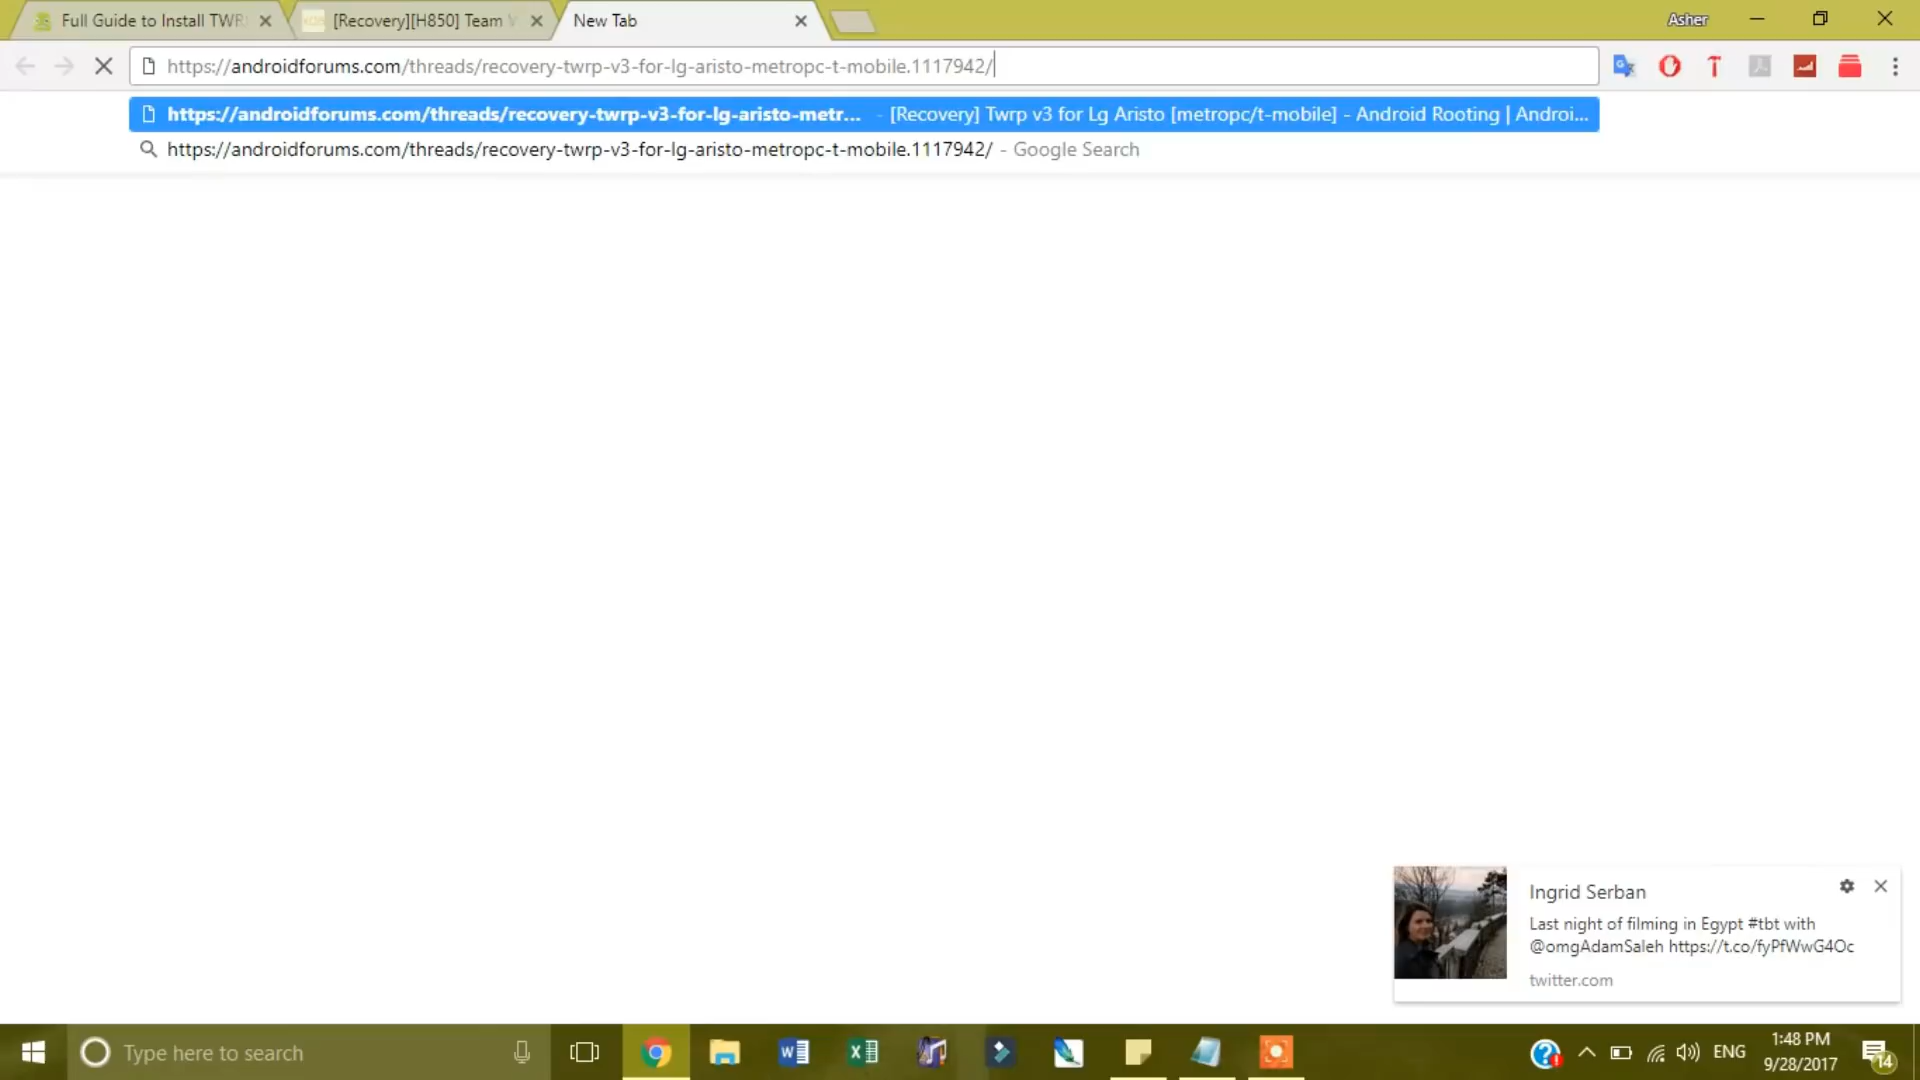 Full Guide to Install TWR
[Recovery][H850] Team
New Tab
Asher
https://androidforums.com/threads/recovery-twrp-v3-for-lg-aristo-metropc-t-mobile.1117942/
https://androidforums.com/threads/recovery-twrp-v3-for-lg-aristo-metr... - [Recovery] Twrp v3 for Lg Aristo [metropc/t-mobile] - Android Rooting | Androi...
https://androidforums.com/threads/recovery-twrp-v3-for-lg-aristo-metropc-t-mobile.1117942/ - Google Search
Ingrid Serban
Last night of filming in Egypt #tbt with
@omgAdamSaleh https://t.co/fyPfWwG4Oc
twitter.com
Type here to search
ENG
1:48 PM
9/28/2017
14